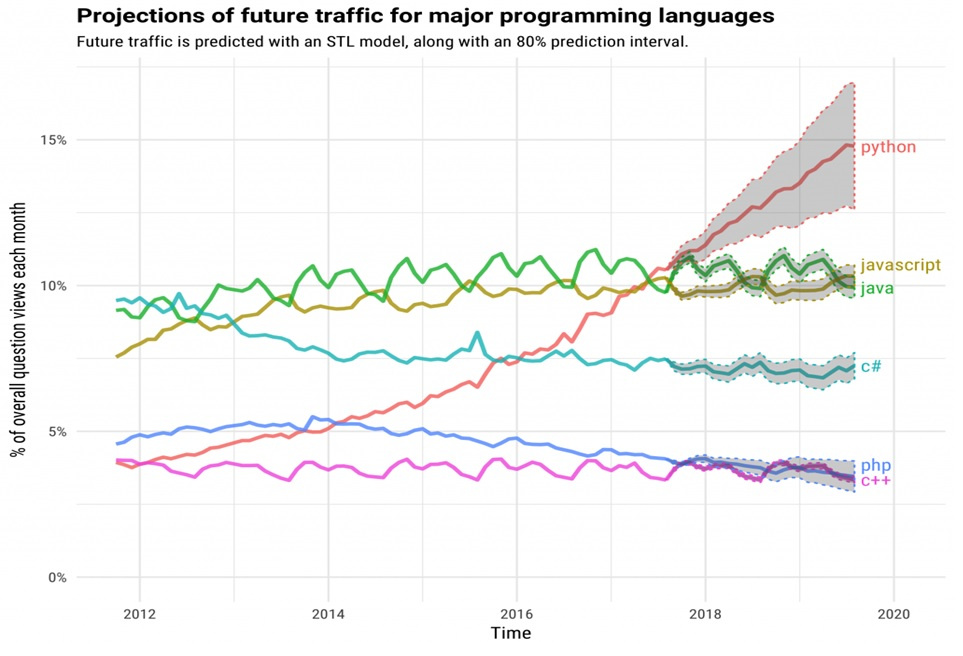 Projections of future traffic for major programming languages
Future traffic is predicted with an STL model, along with an 80% prediction interval.
% of overall question views each month
15%
10%
5%
0%
python
javascript
java
c#
php
c++
2012
2014
2016
2018
2020
Time